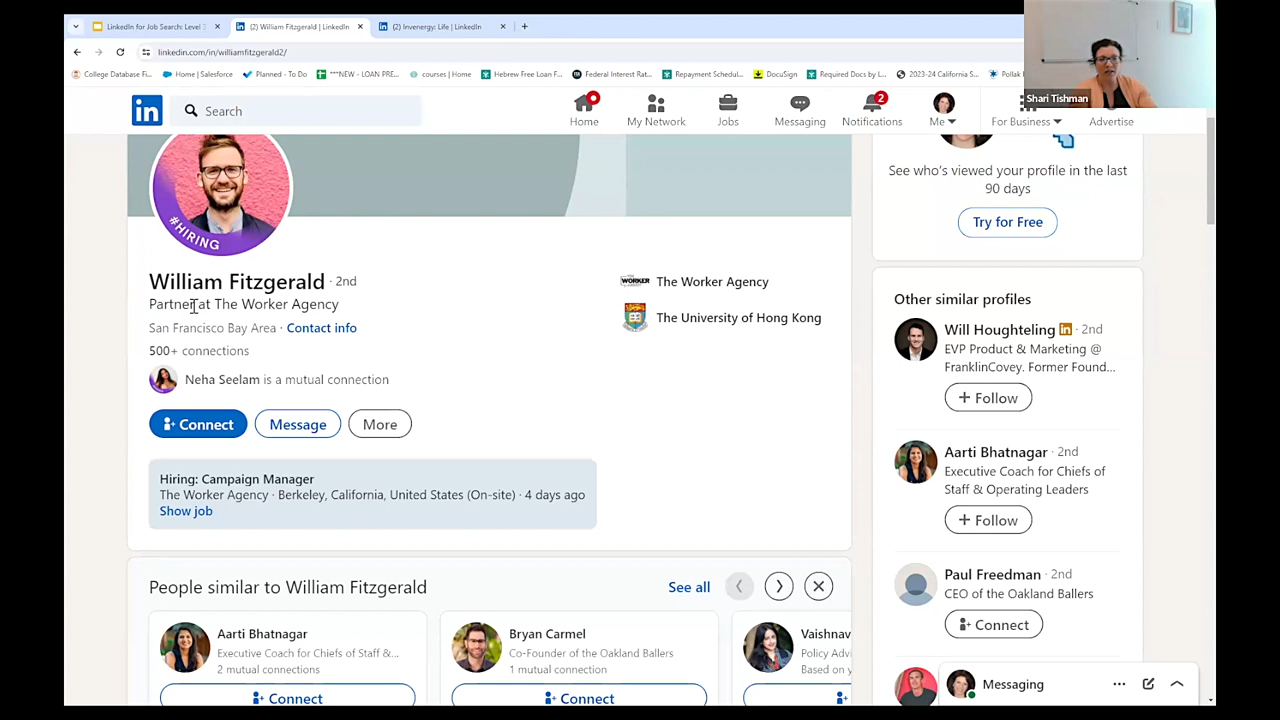 LinkedIn for Job Search: Level
(2) William Fitzgerald | LinkedIn
(2) Invenergy: Life | LinkedIn
linkedin.com/in/williamfitzgerald2/
College Database Fi...
Home | Salesforce
Planned - To Do
***NEW - LOAN PRE...
courses | Home
Hebrew Free Loan F...
Federal Interest Rat...
Repayment Schedul...
DocuSign
Required Docs by L...
2023-24 California S...
Pollak
Shari Tishman
in
Search
Home
My Network
Jobs
Messaging
2
Notifications
Me
For Business
Advertise
#HIRING
William Fitzgerald · 2nd
Partner at The Worker Agency
San Francisco Bay Area · Contact info
500+ connections
Neha Seelam is a mutual connection
Connect
Message
More
WORKER
The Worker Agency
The University of Hong Kong
Hiring: Campaign Manager
The Worker Agency · Berkeley, California, United States (On-site) · 4 days ago
Show job
People similar to William Fitzgerald
See all
Aarti Bhatnagar
Executive Coach for Chiefs of Staff &...
2 mutual connections
Connect
Bryan Carmel
Co-Founder of the Oakland Ballers
1 mutual connection
Connect
Vaishnav
Policy Adv
Based on y
See who's viewed your profile in the last
90 days
Try for Free
Other similar profiles
Will Houghteling in · 2nd
EVP Product & Marketing @
FranklinCovey. Former Found...
+ Follow
Aarti Bhatnagar · 2nd
Executive Coach for Chiefs of
Staff & Operating Leaders
+ Follow
Paul Freedman · 2nd
CEO of the Oakland Ballers
Connect
Messaging